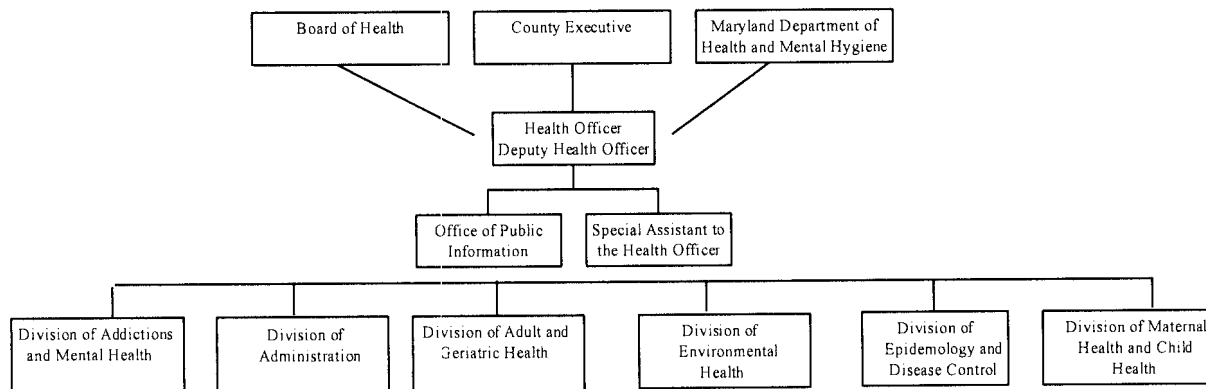 Board of Health
County Executive
Maryland Department of
Health and Mental Hygiene
Health Officer
Deputy Health Officer
Office of Public
Information
Special Assistant to
the Health Officer
Division of Addictions
and Mental Health
Division of
Administration
Division of Adult and
Geriatric Health
Division of
Environmental
Health
Division of
Epidemology and
Disease Control
Division of Maternal
Health and Child
Health